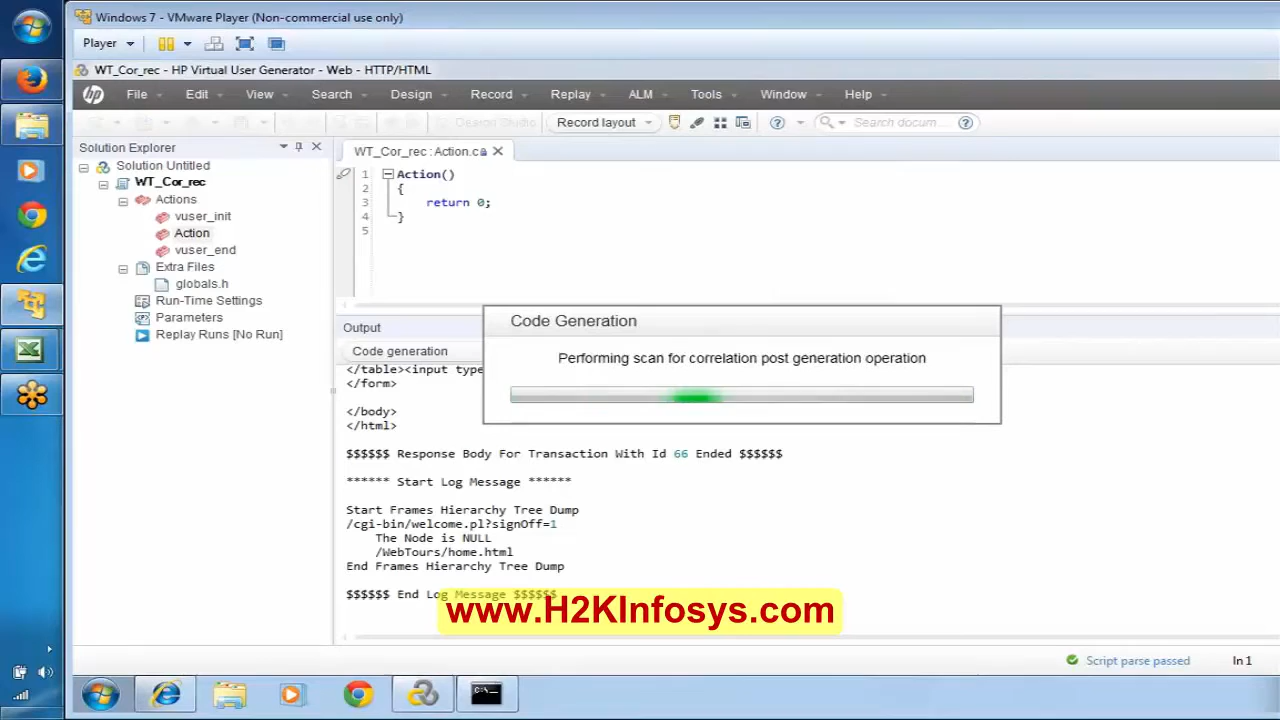 Windows 7 - VMware Player (Non-commercial use only)
Player
WT_Cor_rec - HP Virtual User Generator - Web - HTTP/HTML
hp File Edit View Search Design Record Replay ALM Tools Window Help
Design Studio Record layout Search docum
Solution Explorer
WT_Cor_rec : Action.c
Solution Untitled
WT_Cor_rec
Actions
vuser_init
Action
vuser_end
Extra Files
globals.h
Run-Time Settings
Parameters
Replay Runs [No Run]
1 Action()
2 {
3 return 0;
4 }
5
Code Generation
Performing scan for correlation post generation operation
Output
Code generation
</table><input type
</form>
</body>
</html>
$$$$$$ Response Body For Transaction With Id 66 Ended $$$$$$
****** Start Log Message ******
Start Frames Hierarchy Tree Dump
/cgi-bin/welcome.pl?signOff=1
The Node is NULL
/WebTours/home.html
End Frames Hierarchy Tree Dump
$$$$$$ End Log Message $$$$$$
www.H2KInfosys.com
Script parse passed
ln 1